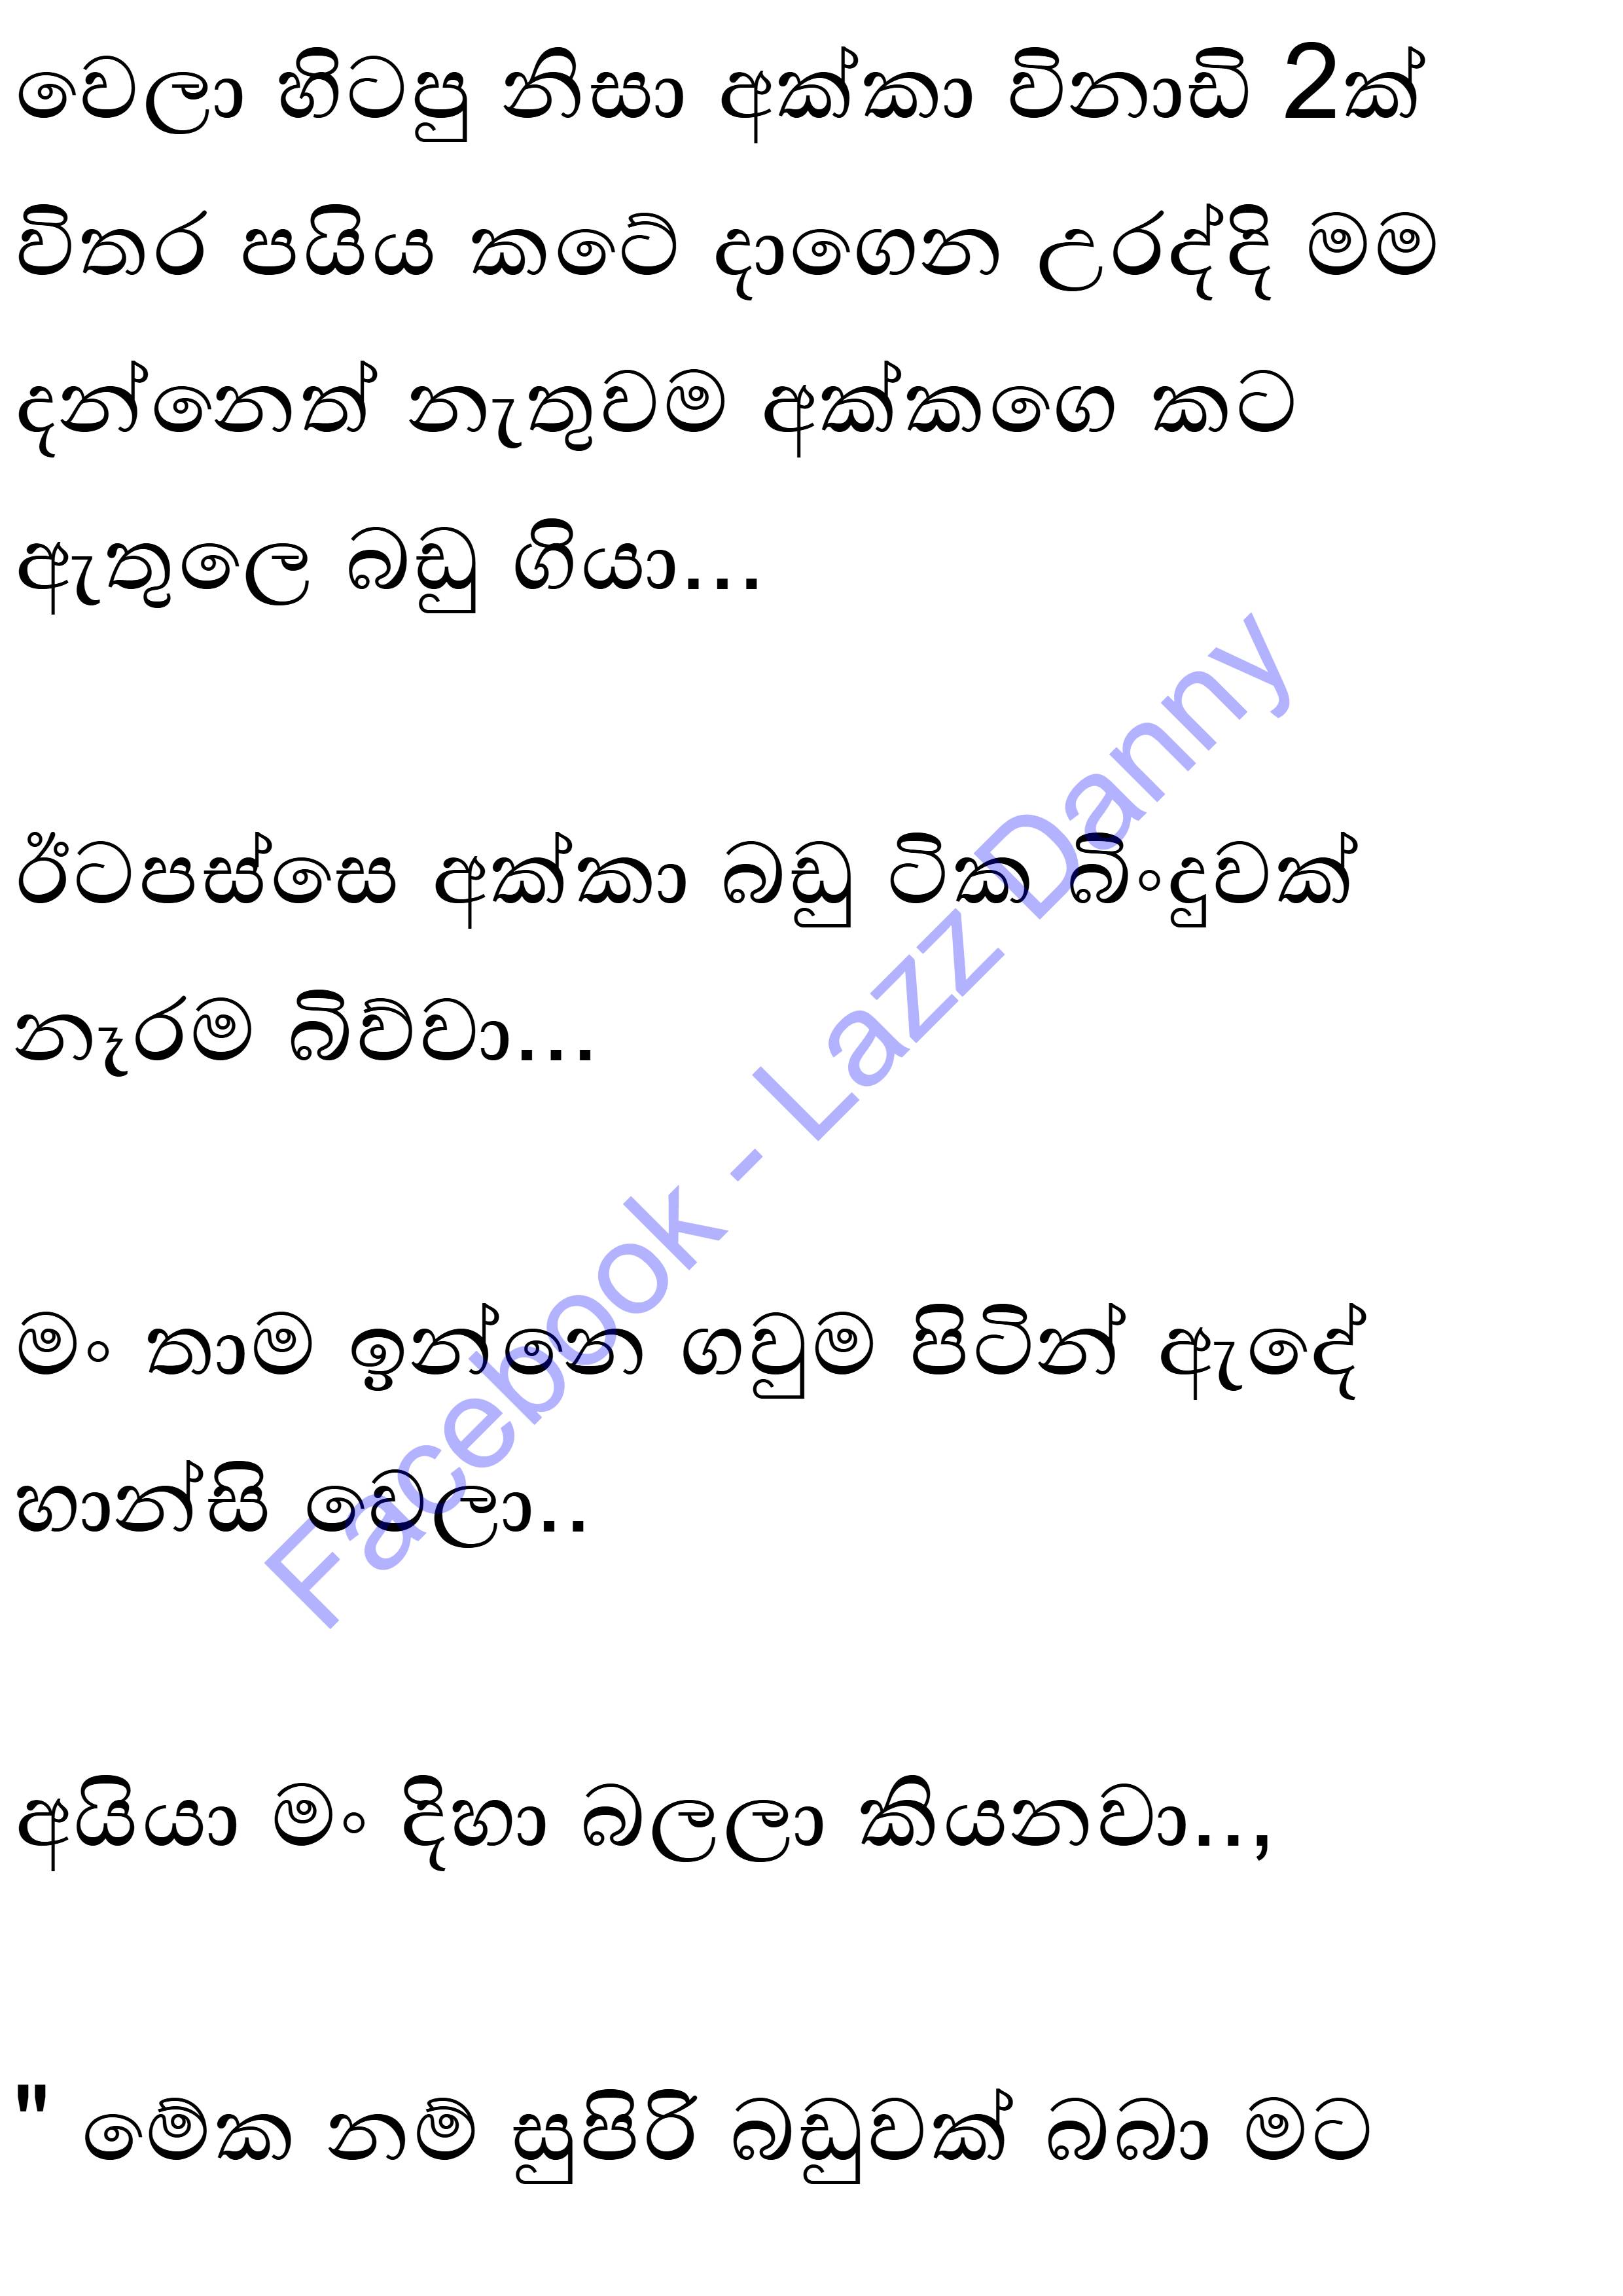 වෙලා හිටපු නිසා අක්කා විනාඩි 2ක්
විතර පයිය කටේ දාගෙන උරද්දි මම
දන්නෙත් නැතුවම අක්කගෙ කට
ඇතුලෙ බඩු ගියා...
ඊටපස්සෙ අක්කා බඩු ටික බිංදුවක්
නෑරම බිව්වා...
මං තාම ඉන්නෙ ගවුම පිටින් ඇදේ
හාන්සි වෙලා..
අයියා මං දිහා බලලා කියනවා..,
" මේක නම් සුපිරි බඩුවක් බබා මට
Facebook - Lazz Danny